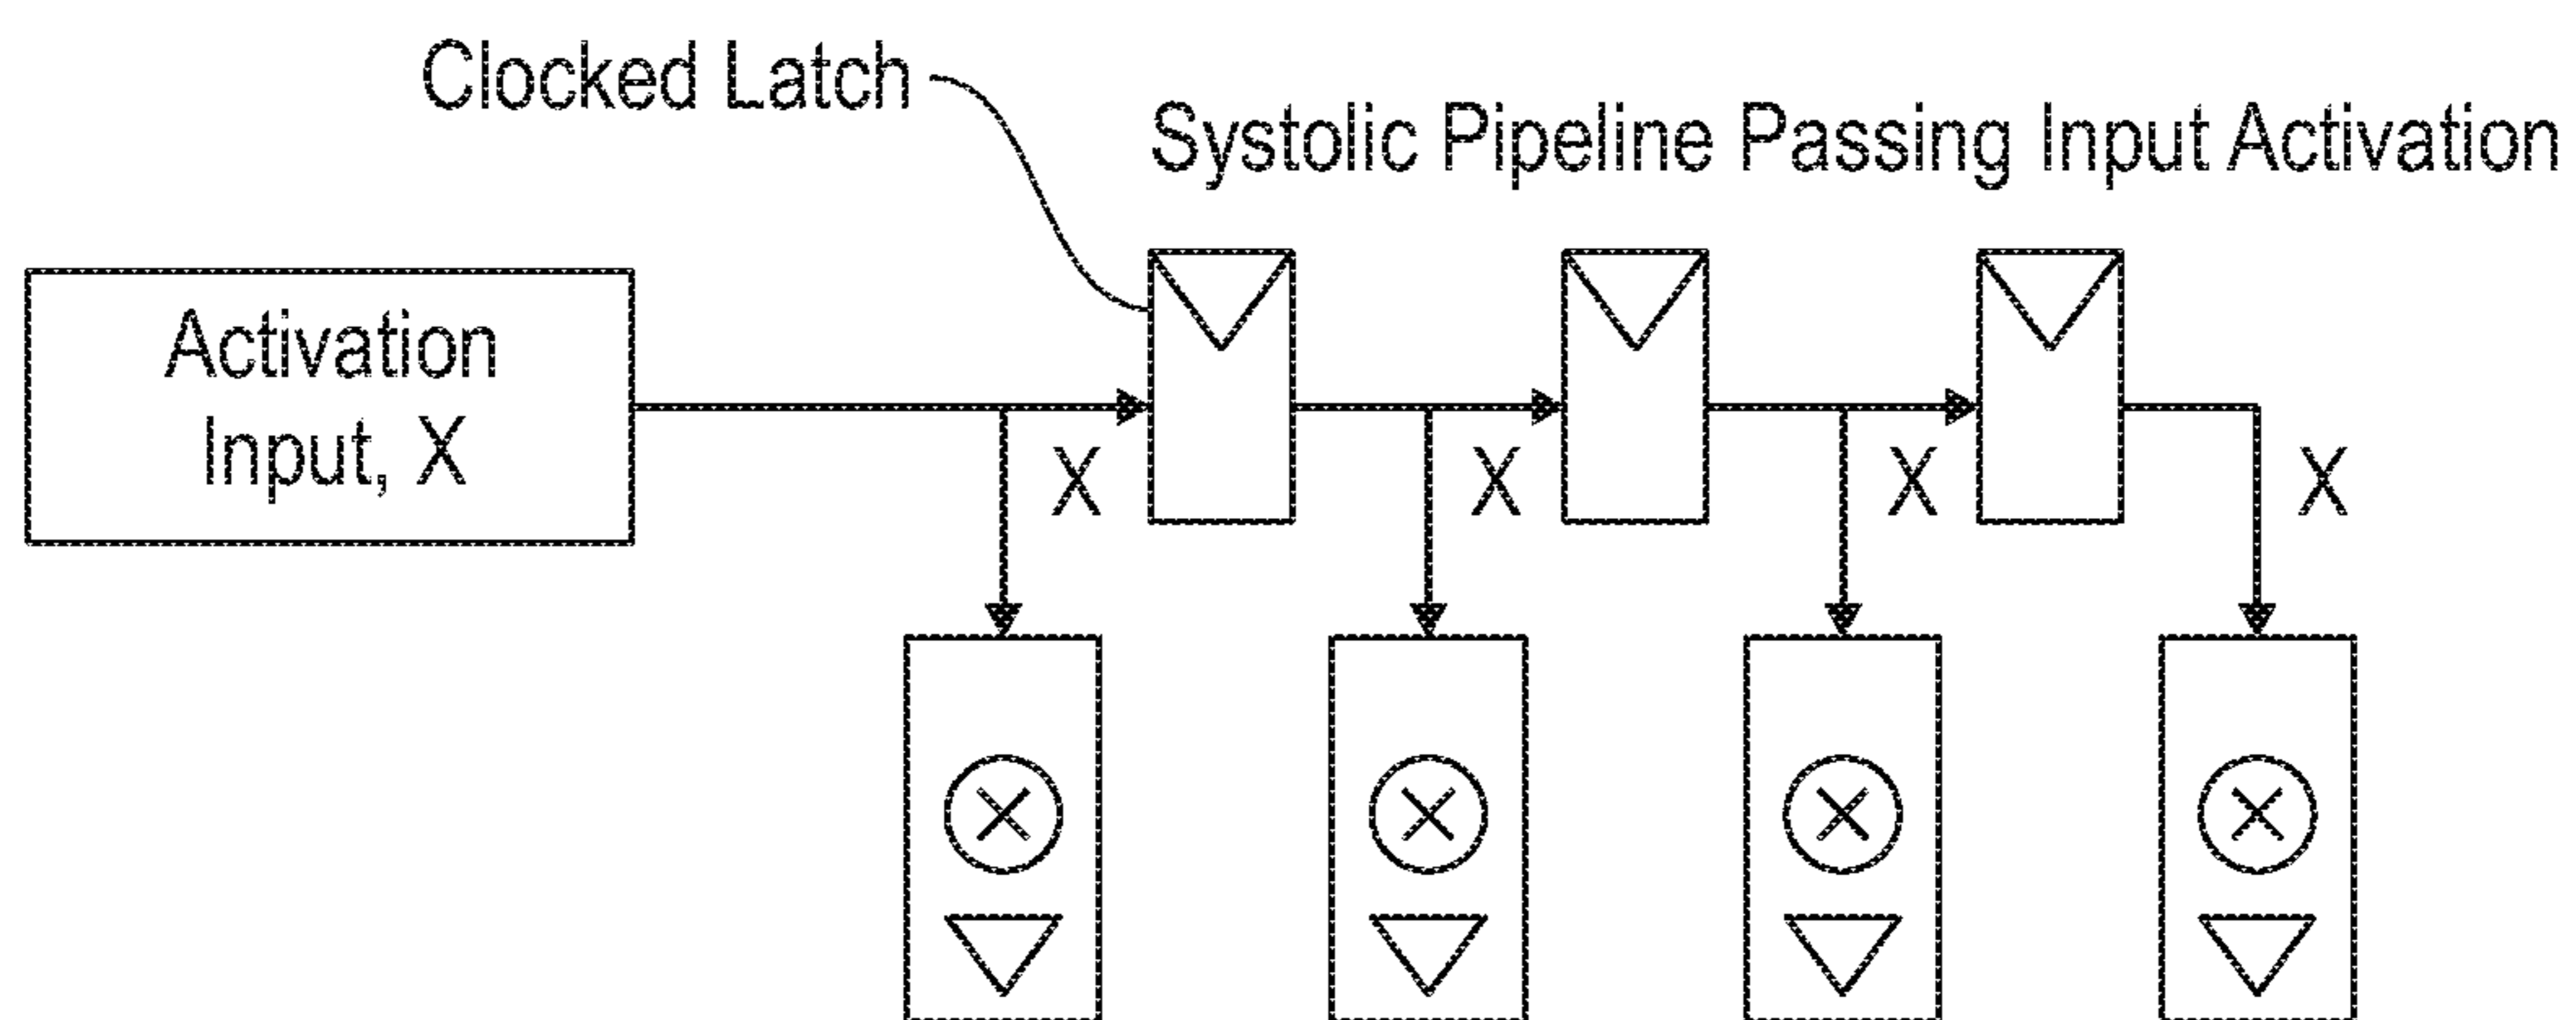 Clocked Latch
Systolic Pipeline Passing Input Activation
Activation
Input, X
X
X
X
X